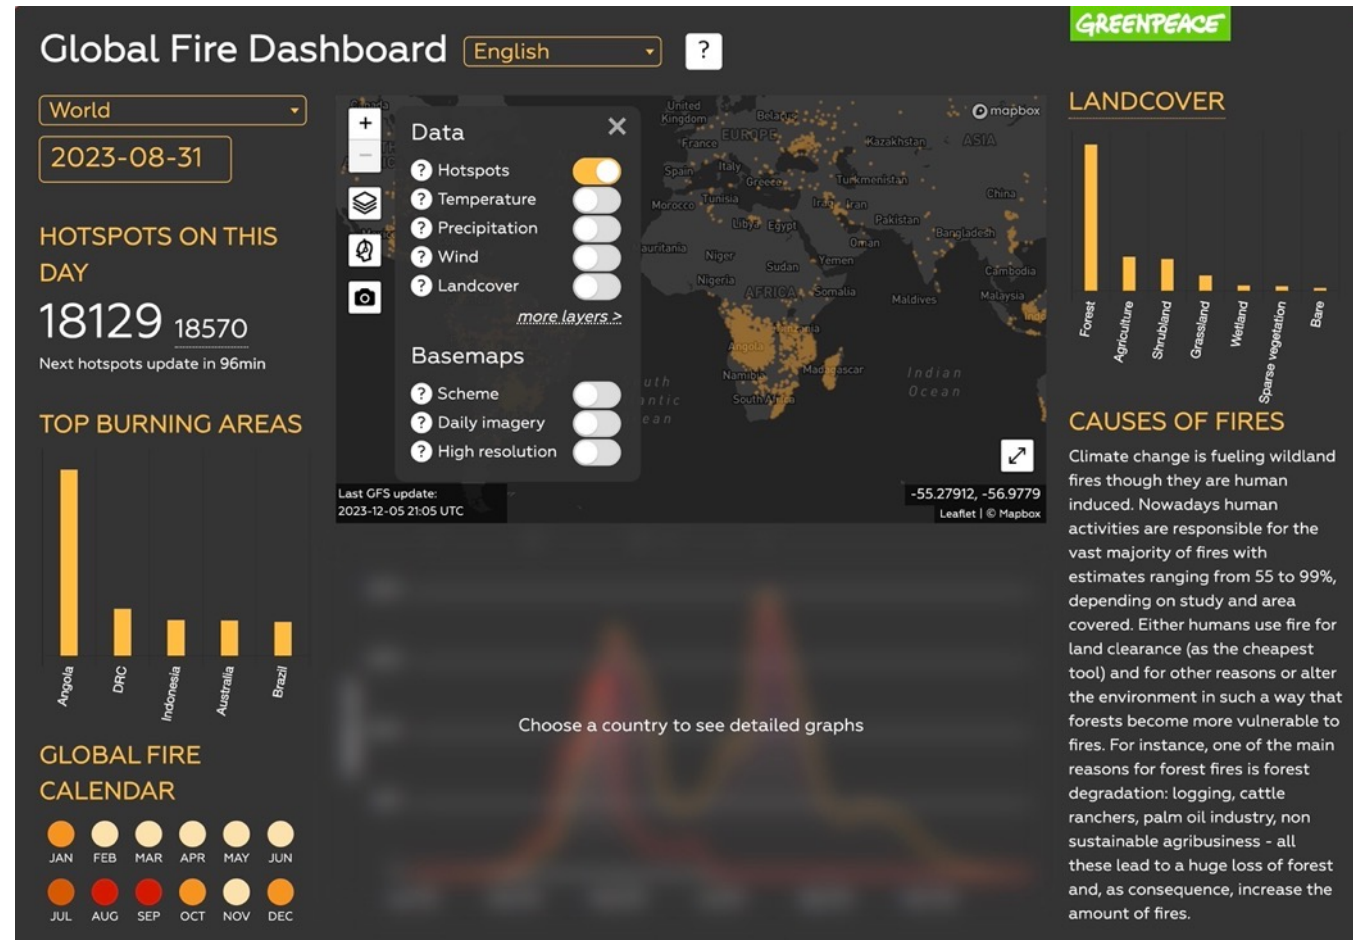 GREENPEACE
Global Fire Dashboard
English
?
World
2023-08-31
HOTSPOTS ON THIS
DAY
18129 18570
Next hotspots update in 96min
TOP BURNING AREAS
Angola
DRC
Indonesia
Australia
Brazil
GLOBAL FIRE
CALENDAR
JAN FEB MAR APR MAY JUN
JUL AUG SEP OCT NOV DEC
+
−
Data
? Hotspots
? Temperature
? Precipitation
? Wind
? Landcover
more layers >
Basemaps
? Scheme
? Daily imagery
? High resolution
mapbox
United
Kingdom
Belarus
EUROPE
France
Kazakhstan
ASIA
Spain
Italy
Greece
Turkmenistan
Morocco
Tunisia
Iraq
Iran
China
Libya
Egypt
Pakistan
Bangladesh
Oman
Niger
Sudan
Yemen
Cambodia
Nigeria
AFRICA
Somalia
Maldives
Malaysia
Angola
Namibia
Madagascar
South Africa
Indian
Ocean
Last GFS update:
2023-12-05 21:05 UTC
-55.27912, -56.9779
Leaflet | © Mapbox
Choose a country to see detailed graphs
LANDCOVER
Forest
Agriculture
Shrubland
Grassland
Wetland
Sparse vegetation
Bare
CAUSES OF FIRES
Climate change is fueling wildland
fires though they are human
induced. Nowadays human
activities are responsible for the
vast majority of fires with
estimates ranging from 55 to 99%,
depending on study and area
covered. Either humans use fire for
land clearance (as the cheapest
tool) and for other reasons or alter
the environment in such a way that
forests become more vulnerable to
fires. For instance, one of the main
reasons for forest fires is forest
degradation: logging, cattle
ranchers, palm oil industry, non
sustainable agribusiness - all
these lead to a huge loss of forest
and, as consequence, increase the
amount of fires.